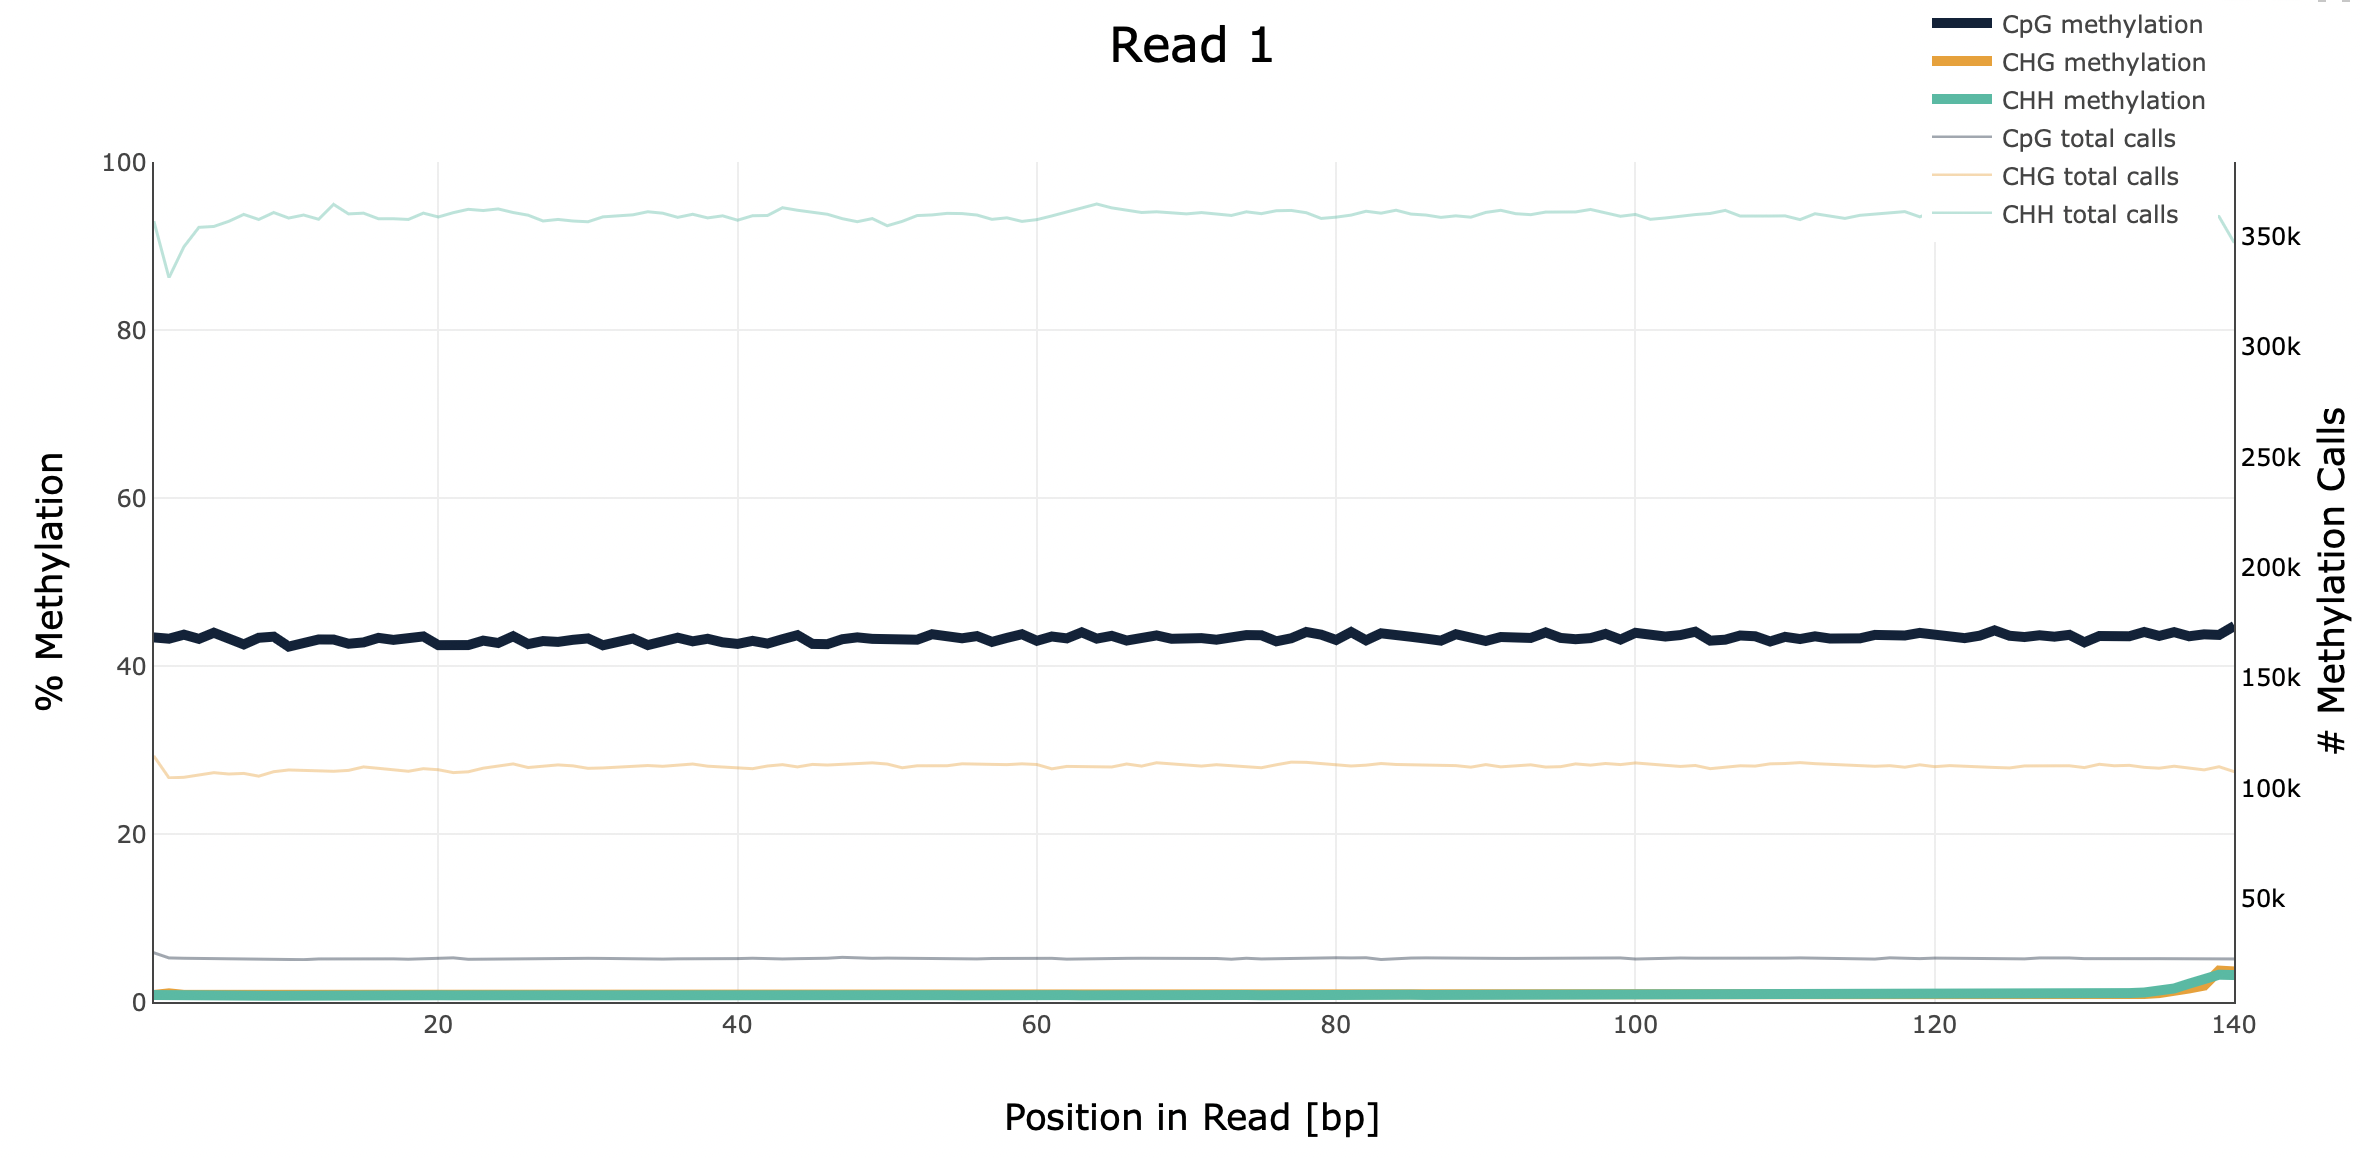 Read 1
CpG methylation
CHG methylation
CHH methylation
CpG total calls
CHG total calls
CHH total calls
% Methylation
100
80
60
40
20
0
350k
300k
250k
200k
150k
100k
50k
# Methylation Calls
20
40
60
80
100
120
140
Position in Read [bp]